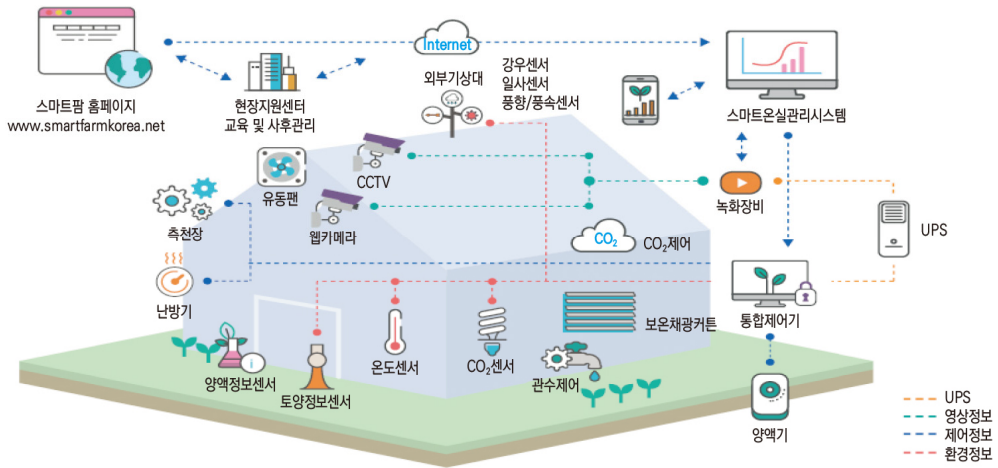 Internet
강우센서
일사센서
풍향/풍속센서
외부기상대
스마트팜 홈페이지
www.smartfarmkorea.net
현장지원센터
교육 및 사후관리
스마트온실관리시스템
CCTV
유동팬
녹화장비
측천장
웹카메라
UPS
CO₂
CO₂제어
난방기
보온채광커튼
통합제어기
양액정보센서
토양정보센서
온도센서
CO₂센서
관수제어
양액기
UPS
영상정보
제어정보
환경정보